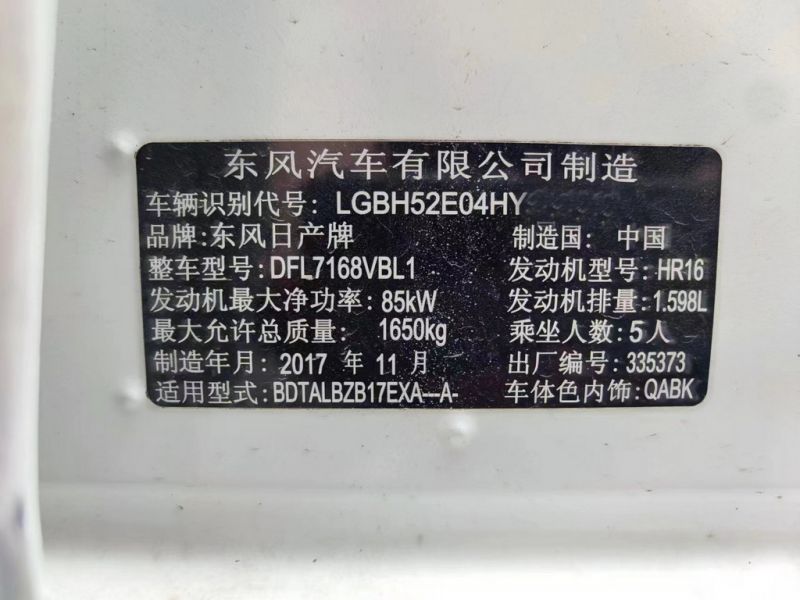 东风汽车有限公司制造
车辆识别代号: LGBH52E04HY
品牌:东风日产牌 制造国: 中国
整车型号:DFL7168VBL1 发动机型号:HR16
发动机最大净功率:85kW 发动机排量:1.598L
最大允许总质量: 1650kg 乘坐人数:5人
制造年月:2017 年 11 月 出厂编号:335373
适用型式:BDTALBZB17EXA---A- 车体色内饰:QABK